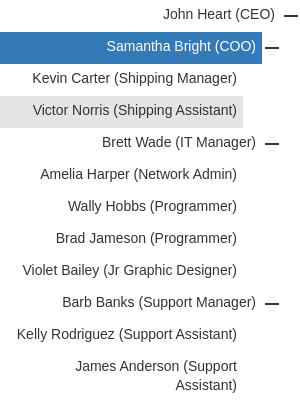 John Heart (CEO)
Samantha Bright (COO)
Kevin Carter (Shipping Manager)
Victor Norris (Shipping Assistant)
Brett Wade (IT Manager)
Amelia Harper (Network Admin)
Wally Hobbs (Programmer)
Brad Jameson (Programmer)
Violet Bailey (Jr Graphic Designer)
Barb Banks (Support Manager)
Kelly Rodriguez (Support Assistant)
James Anderson (Support
Assistant)